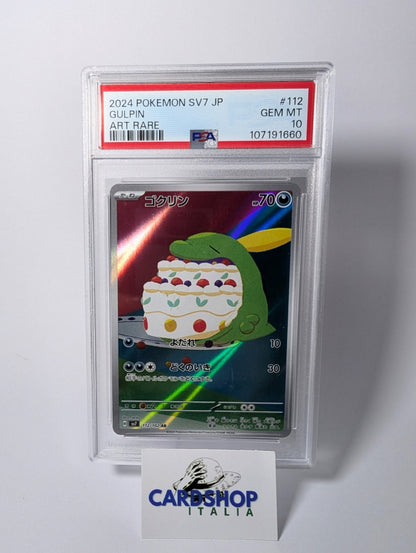 2024 POKEMON SV7 JP #112
GULPIN GEM MT
ART RARE PSA 10
107191660
ゴクリン HP70
よだれ 10
どくのいき 30
CARDSHOP
ITALIA